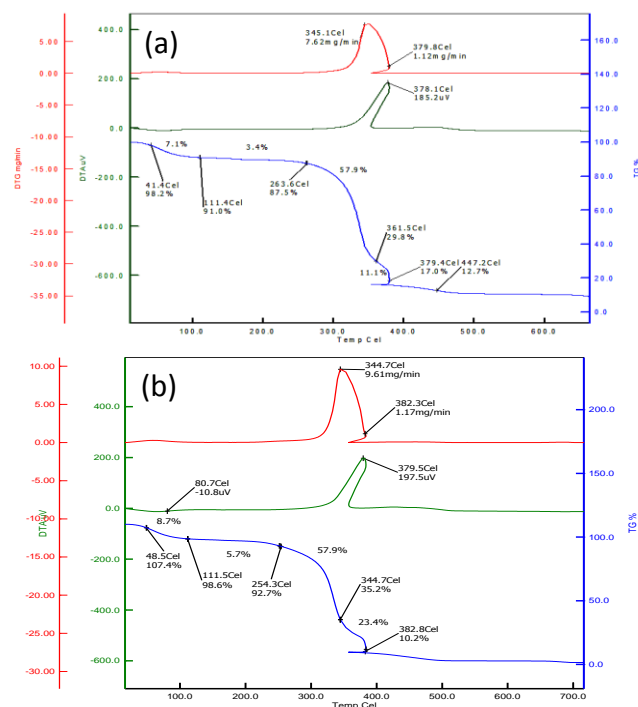 (a)
345.1Cel
7.62mg/min
379.8Cel
1.12mg/min
378.1Cel
185.2uV
7.1%
3.4%
57.9%
41.4Cel
98.2%
111.4Cel
91.0%
263.6Cel
87.5%
361.5Cel
29.8%
11.1%
379.4Cel
17.0%
447.2Cel
12.7%
DTG mg/min
5.00
0.00
-5.00
-10.00
-15.00
-20.00
-25.00
-30.00
-35.00
DTA uV
400.0
200.0
0.0
-200.0
-400.0
-600.0
TG %
160.0
140.0
120.0
100.0
80.0
60.0
40.0
20.0
0.0
100.0
200.0
300.0
400.0
500.0
600.0
Temp Cel
(b)
344.7Cel
9.61mg/min
382.3Cel
1.17mg/min
379.5Cel
197.5uV
80.7Cel
-10.8uV
8.7%
5.7%
57.9%
48.5Cel
107.4%
111.5Cel
98.6%
254.3Cel
92.7%
344.7Cel
35.2%
23.4%
382.8Cel
10.2%
DTG mg/min
10.00
5.00
0.00
-5.00
-10.00
-15.00
-20.00
-25.00
-30.00
DTA uV
400.0
200.0
0.0
-200.0
-400.0
-600.0
TG %
200.0
150.0
100.0
50.0
0.0
100.0
200.0
300.0
400.0
500.0
600.0
700.0
Temp Cel